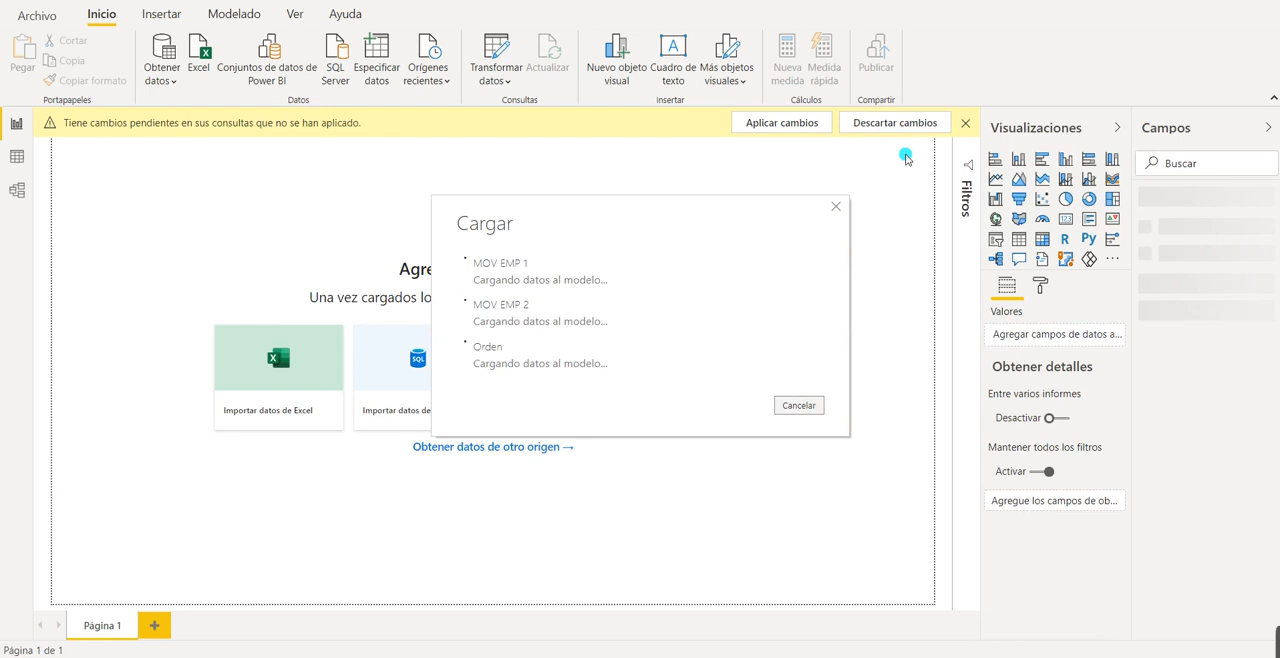 Archivo Inicio Insertar Modelado Ver Ayuda
Pegar
Cortar
Copia
Copiar formato
Portapapeles
Obtener
datos
Excel
Conjuntos de datos de
Power BI
SQL
Server
Especificar
datos
Orígenes
recientes
Datos
Transformar
datos
Actualizar
Consultas
Nuevo objeto
visual
Cuadro de
texto
Más objetos
visuales
Insertar
Nueva
medida
Medida
rápida
Cálculos
Publicar
Compartir
Tiene cambios pendientes en sus consultas que no se han aplicado.
Aplicar cambios
Descartar cambios
Agre
Una vez cargados lo
Importar datos de Excel
SQL
Importar datos de
Obtener datos de otro origen →
Cargar
MOV EMP 1
Cargando datos al modelo...
MOV EMP 2
Cargando datos al modelo...
Orden
Cargando datos al modelo...
Cancelar
Filtros
Visualizaciones
123
R
Py
Valores
Agregar campos de datos a...
Obtener detalles
Entre varios informes
Desactivar
Mantener todos los filtros
Activar
Agregue los campos de ob...
Campos
Buscar
Página 1
Página 1 de 1